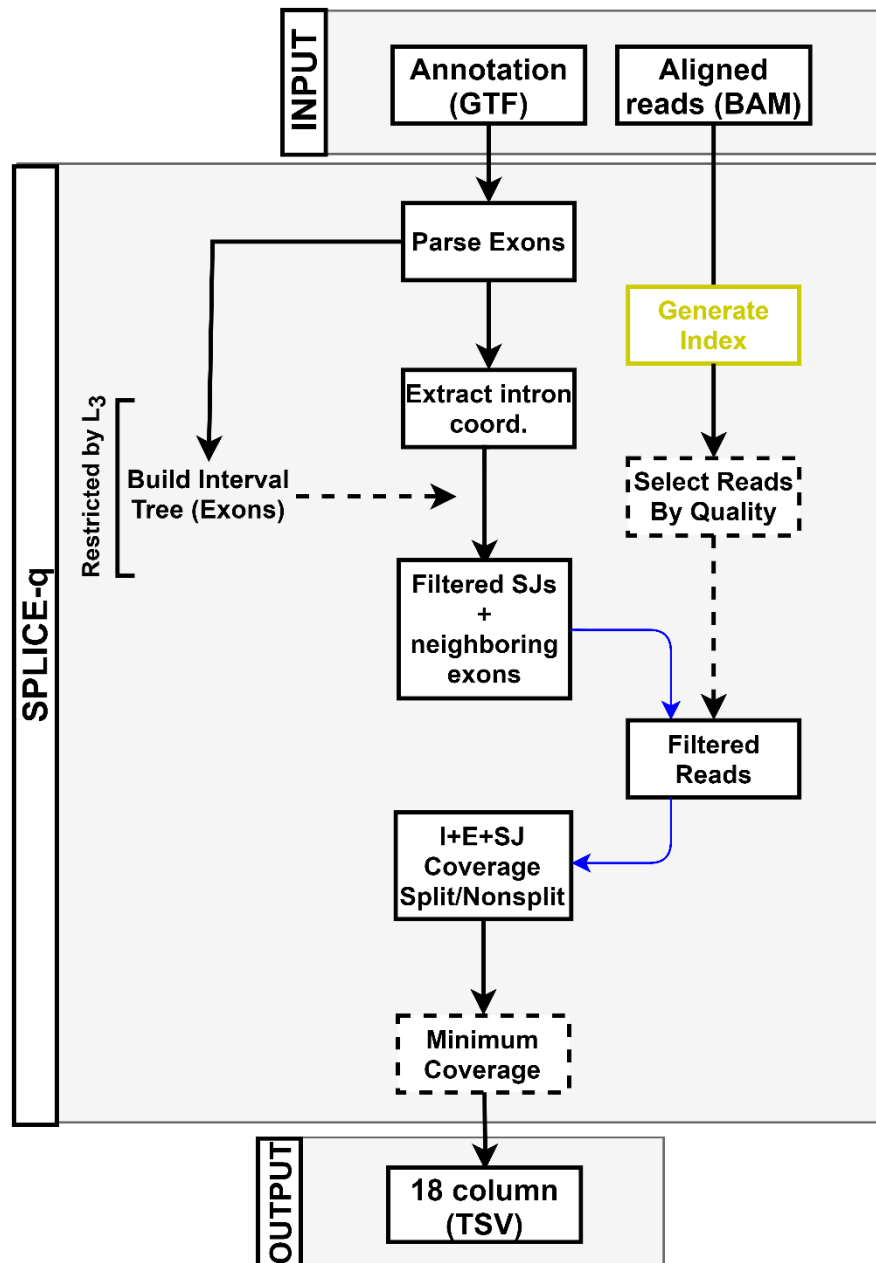 INPUT
Annotation
(GTF)
Aligned
reads (BAM)
SPLICE-q
Parse Exons
Generate
Index
Extract intron
coord.
Restricted by L3
Build Interval
Tree (Exons)
Select Reads
By Quality
Filtered SJs
+
neighboring
exons
Filtered
Reads
I+E+SJ
Coverage
Split/Nonsplit
Minimum
Coverage
OUTPUT
18 column
(TSV)